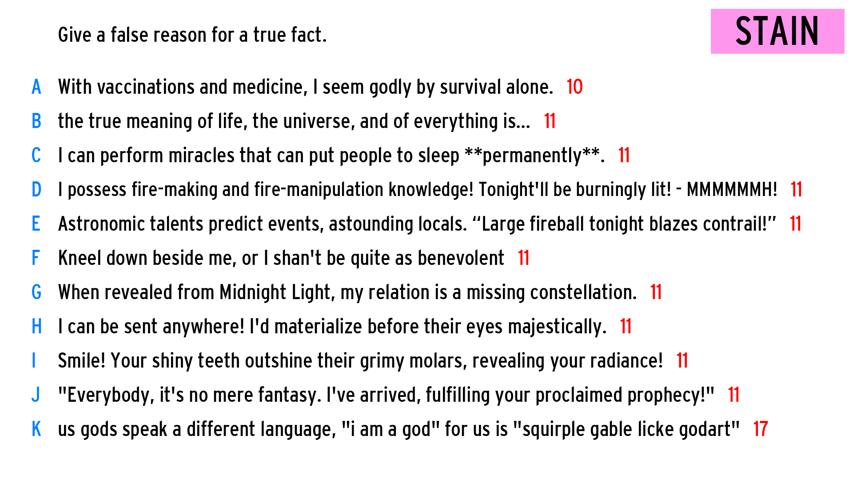 STAIN
Give a false reason for a true fact.
A With vaccinations and medicine, I seem godly by survival alone. 10
B the true meaning of life, the universe, and of everything is... 11
C I can perform miracles that can put people to sleep **permanently**. 11
D I possess fire-making and fire-manipulation knowledge! Tonight'll be burningly lit! - MMMMMMH! 11
E Astronomic talents predict events, astounding locals. “Large fireball tonight blazes contrail!” 11
F Kneel down beside me, or I shan't be quite as benevolent 11
G When revealed from Midnight Light, my relation is a missing constellation. 11
H I can be sent anywhere! I'd materialize before their eyes majestically. 11
I Smile! Your shiny teeth outshine their grimy molars, revealing your radiance! 11
J "Everybody, it's no mere fantasy. I've arrived, fulfilling your proclaimed prophecy!" 11
K us gods speak a different language, "i am a god" for us is "squirple gable licke godart" 17